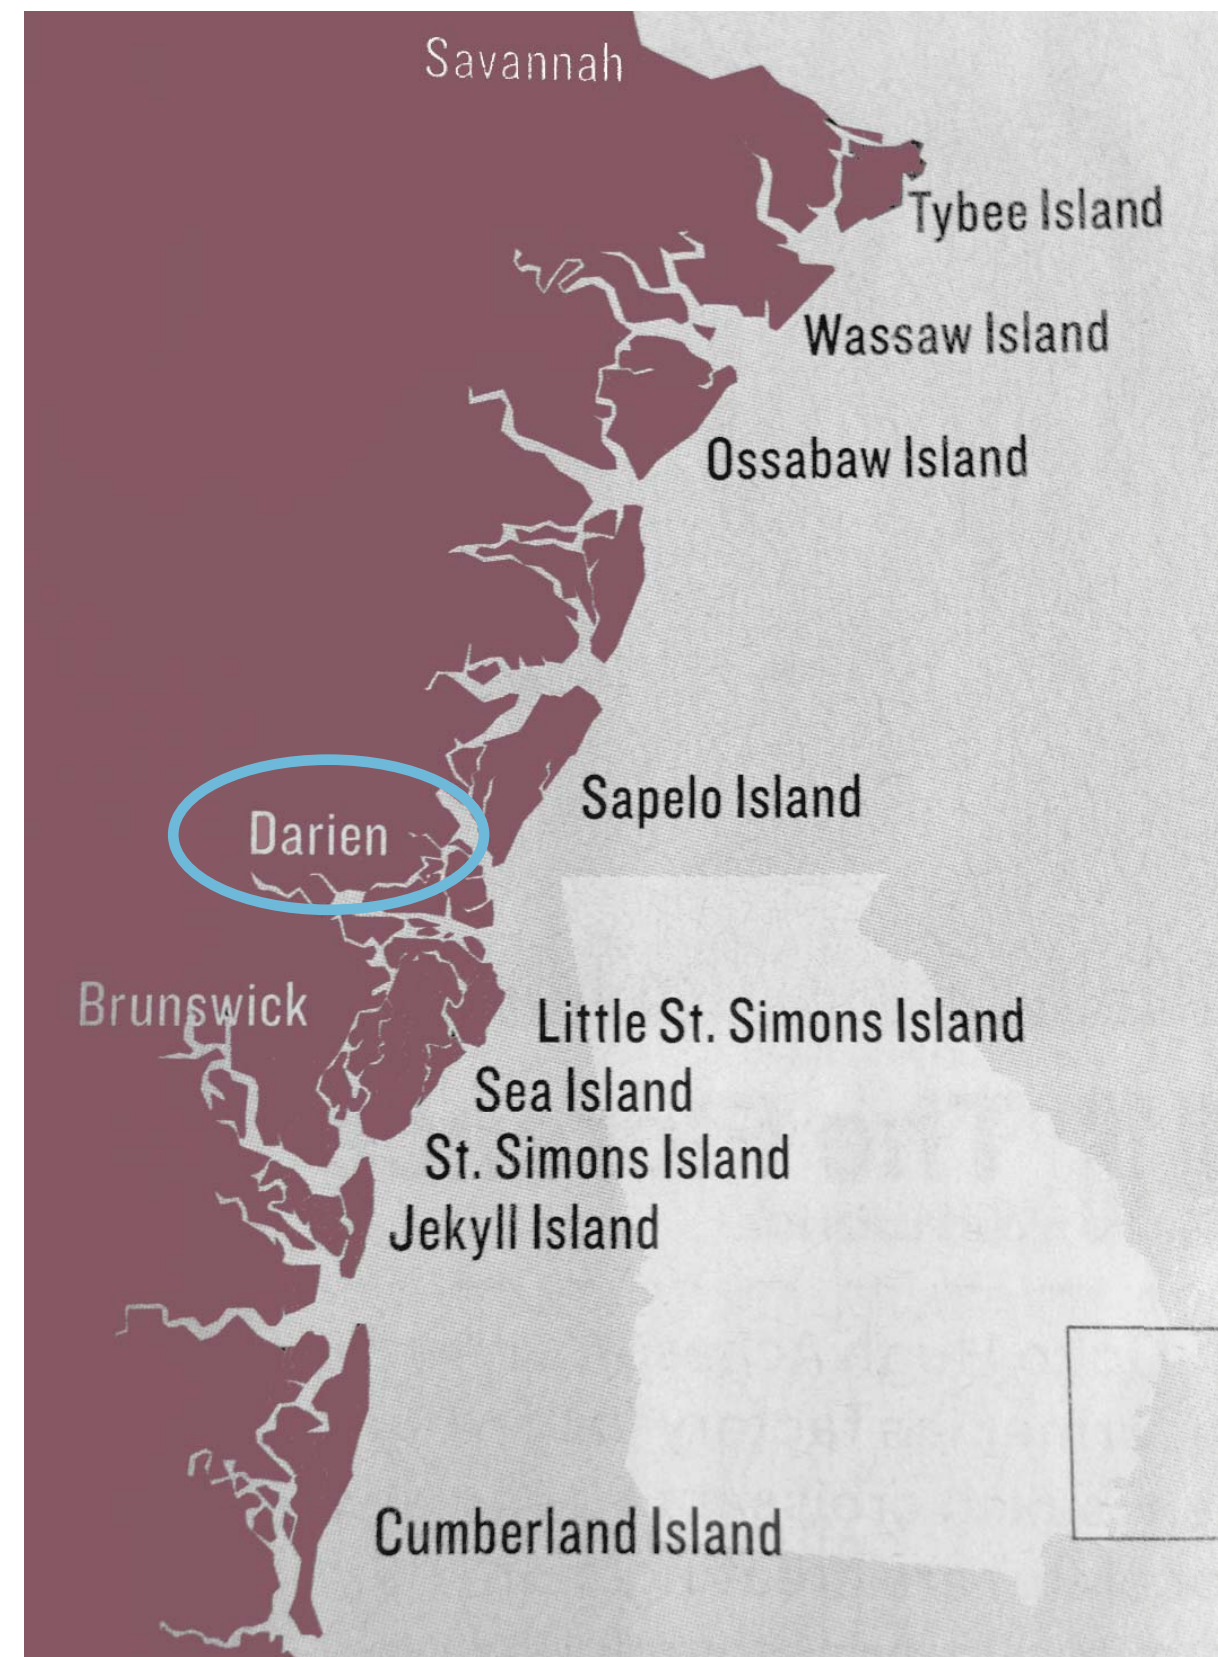 Savannah
Tybee Island
Wassaw Island
Ossabaw Island
Sapelo Island
Darien
Brunswick
Little St. Simons Island
Sea Island
St. Simons Island
Jekyll Island
Cumberland Island